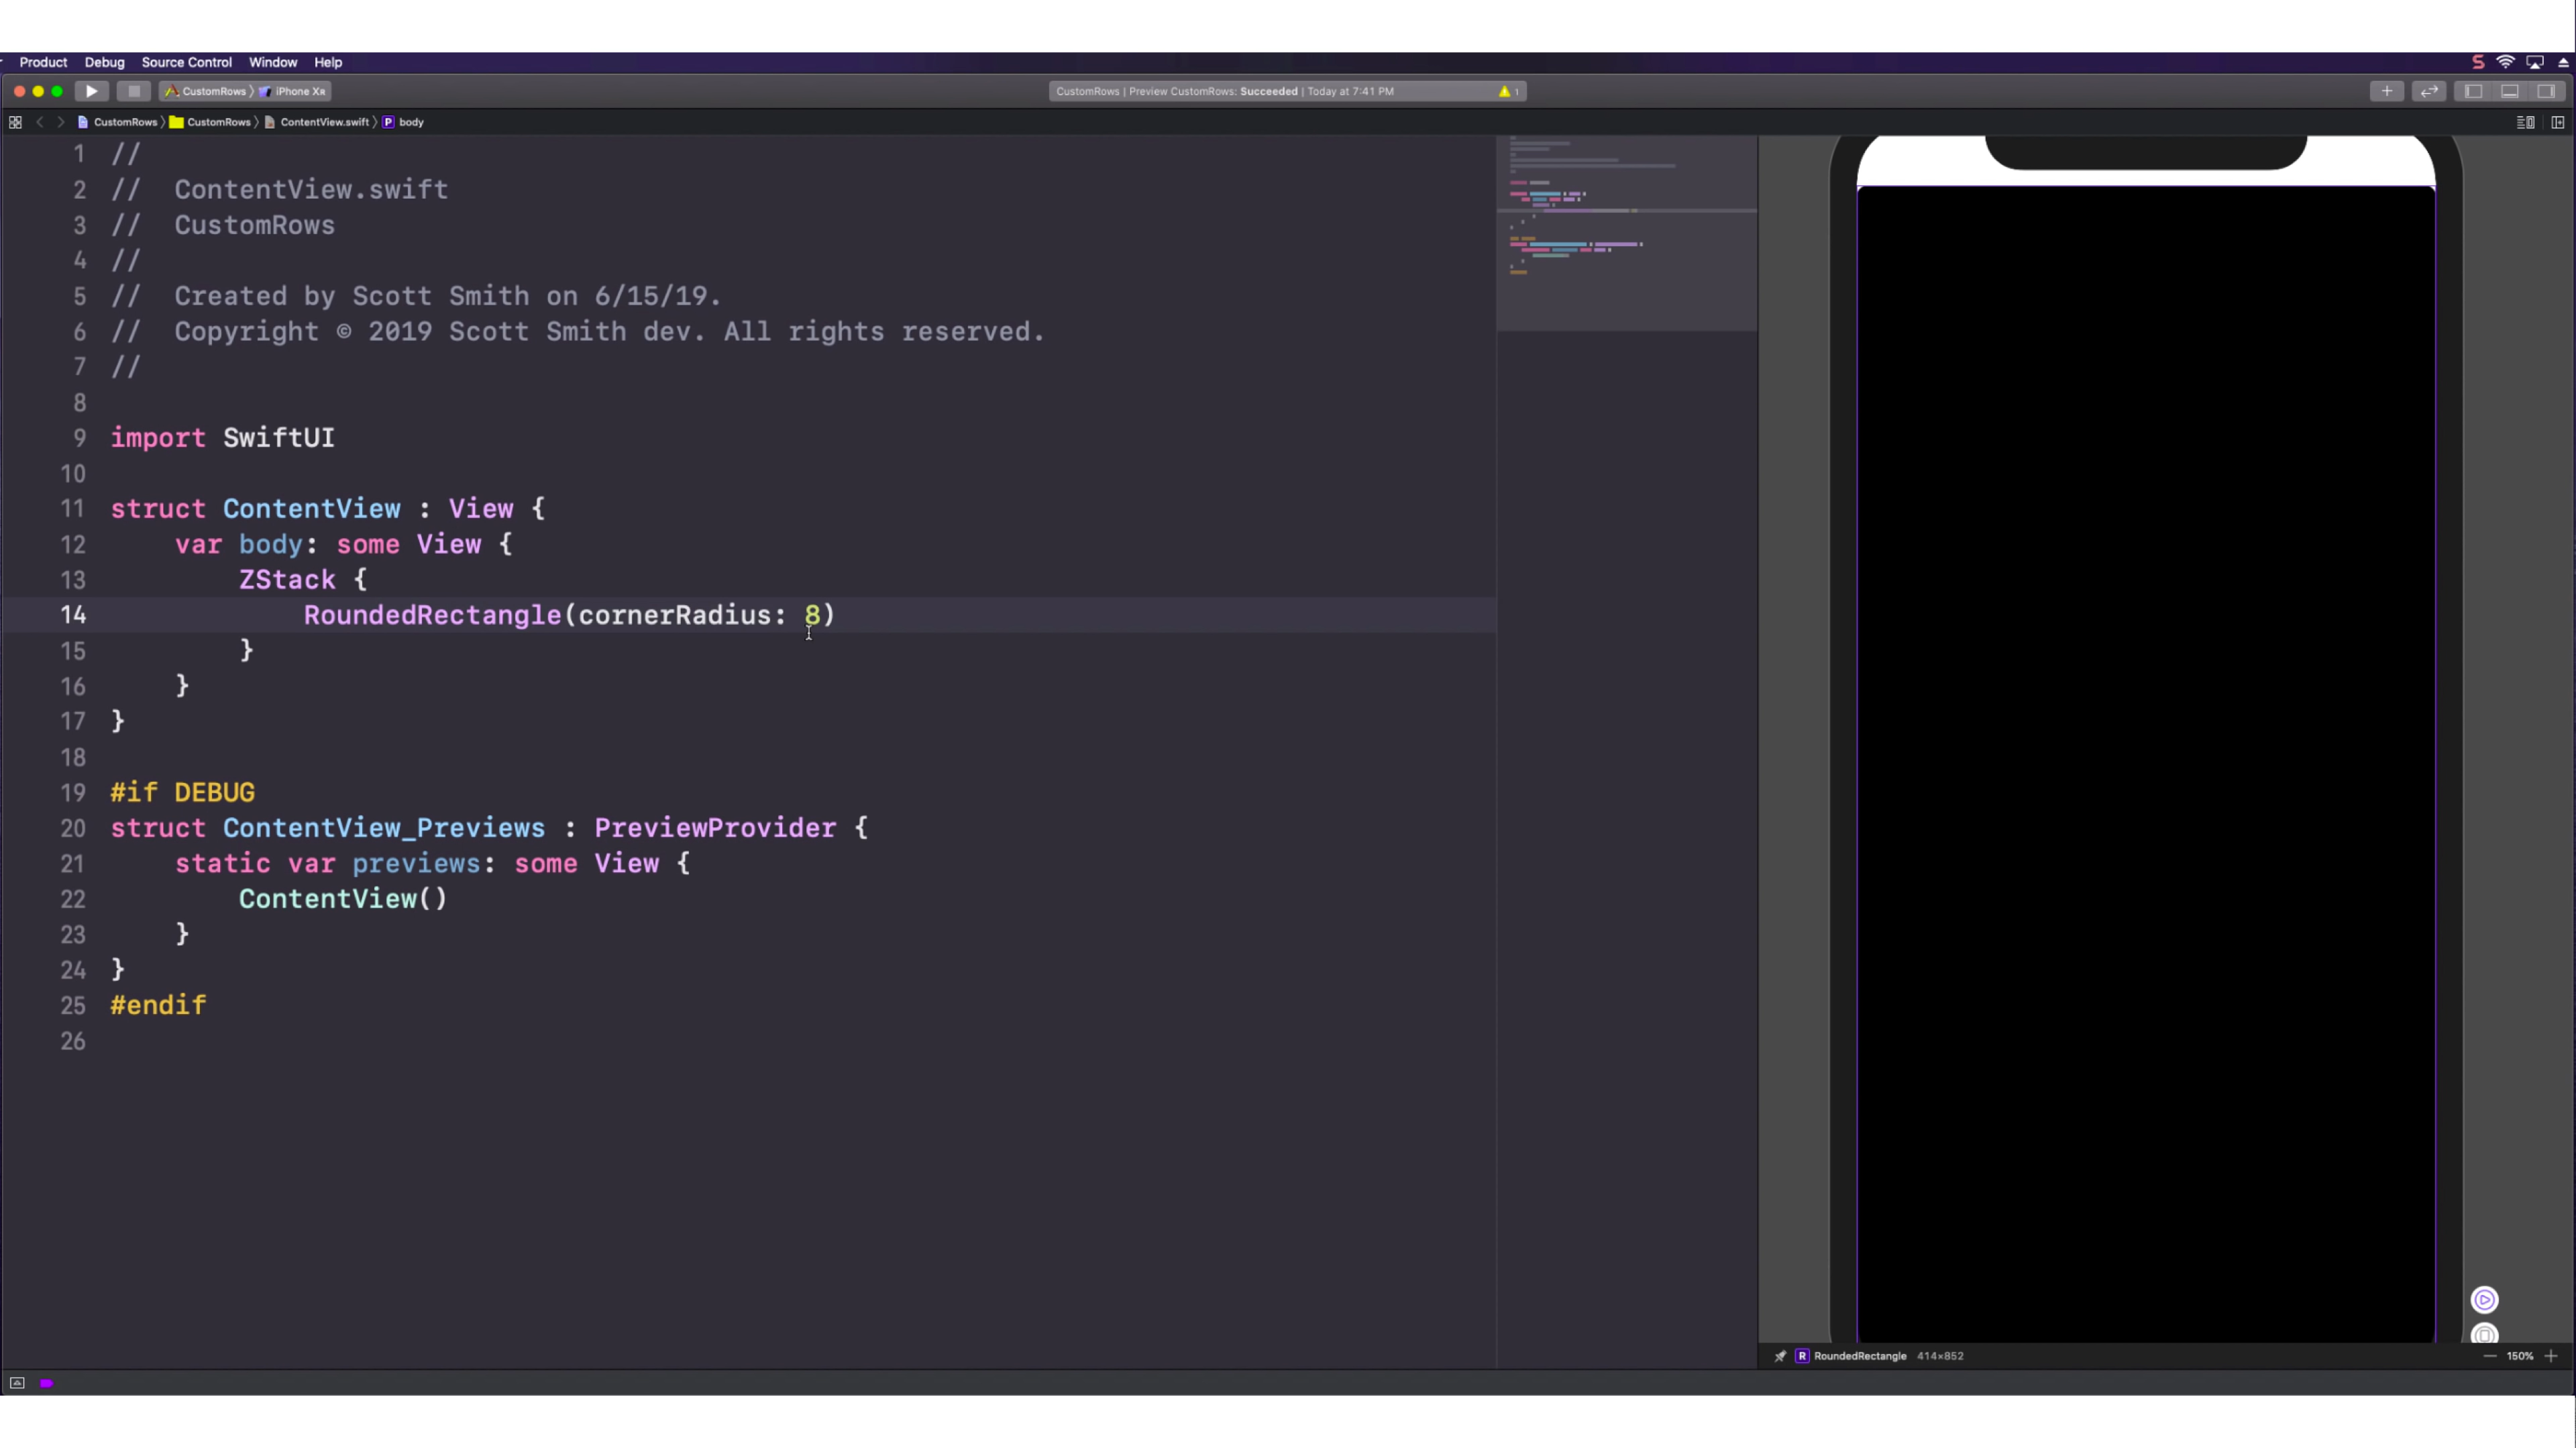 Product Debug Source Control Window Help S
CustomRows 〉 iPhone XR
CustomRows | Preview CustomRows: Succeeded | Today at 7:41 PM 1
CustomRows 〉 CustomRows 〉 ContentView.swift 〉 P body
1 //
2 //  ContentView.swift
3 //  CustomRows
4 //
5 //  Created by Scott Smith on 6/15/19.
6 //  Copyright © 2019 Scott Smith dev. All rights reserved.
7 //
8
9 import SwiftUI
10
11 struct ContentView : View {
12     var body: some View {
13         ZStack {
14             RoundedRectangle(cornerRadius: 8)
15         }
16     }
17 }
18
19 #if DEBUG
20 struct ContentView_Previews : PreviewProvider {
21     static var previews: some View {
22         ContentView()
23     }
24 }
25 #endif
26
R RoundedRectangle 414×852
150%